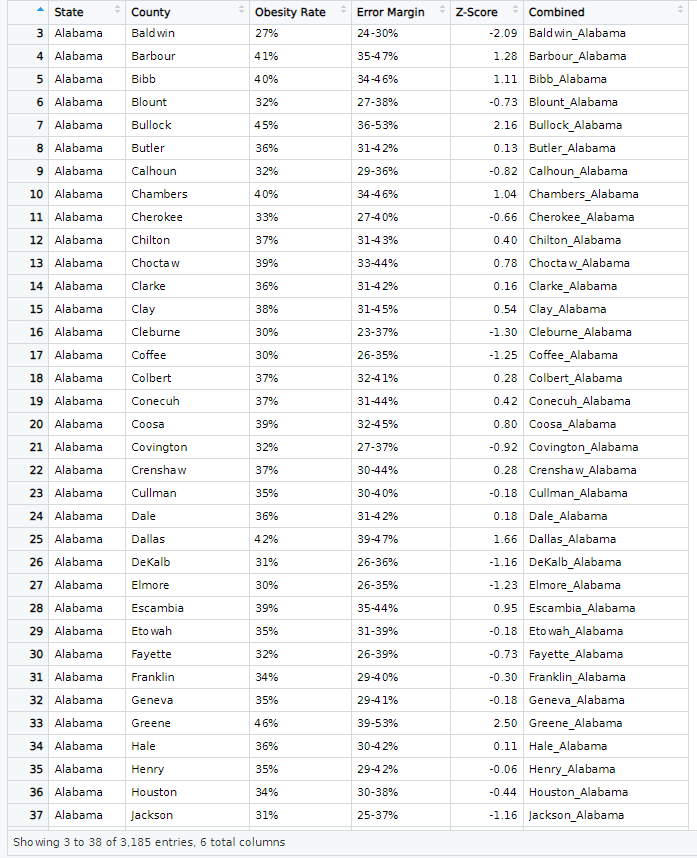 State County Obesity Rate Error Margin Z-Score Combined
3 Alabama Baldwin 27% 24-30% -2.09 Baldwin_Alabama
4 Alabama Barbour 41% 35-47% 1.28 Barbour_Alabama
5 Alabama Bibb 40% 34-46% 1.11 Bibb_Alabama
6 Alabama Blount 32% 27-38% -0.73 Blount_Alabama
7 Alabama Bullock 45% 36-53% 2.16 Bullock_Alabama
8 Alabama Butler 36% 31-42% 0.13 Butler_Alabama
9 Alabama Calhoun 32% 29-36% -0.82 Calhoun_Alabama
10 Alabama Chambers 40% 34-46% 1.04 Chambers_Alabama
11 Alabama Cherokee 33% 27-40% -0.66 Cherokee_Alabama
12 Alabama Chilton 37% 31-43% 0.40 Chilton_Alabama
13 Alabama Choctaw 39% 33-44% 0.78 Choctaw_Alabama
14 Alabama Clarke 36% 31-42% 0.16 Clarke_Alabama
15 Alabama Clay 38% 31-45% 0.54 Clay_Alabama
16 Alabama Cleburne 30% 23-37% -1.30 Cleburne_Alabama
17 Alabama Coffee 30% 26-35% -1.25 Coffee_Alabama
18 Alabama Colbert 37% 32-41% 0.28 Colbert_Alabama
19 Alabama Conecuh 37% 31-44% 0.42 Conecuh_Alabama
20 Alabama Coosa 39% 32-45% 0.80 Coosa_Alabama
21 Alabama Covington 32% 27-37% -0.92 Covington_Alabama
22 Alabama Crenshaw 37% 30-44% 0.28 Crenshaw_Alabama
23 Alabama Cullman 35% 30-40% -0.18 Cullman_Alabama
24 Alabama Dale 36% 31-42% 0.18 Dale_Alabama
25 Alabama Dallas 42% 39-47% 1.66 Dallas_Alabama
26 Alabama DeKalb 31% 26-36% -1.16 DeKalb_Alabama
27 Alabama Elmore 30% 26-35% -1.23 Elmore_Alabama
28 Alabama Escambia 39% 35-44% 0.95 Escambia_Alabama
29 Alabama Etowah 35% 31-39% -0.18 Etowah_Alabama
30 Alabama Fayette 32% 26-39% -0.73 Fayette_Alabama
31 Alabama Franklin 34% 29-40% -0.30 Franklin_Alabama
32 Alabama Geneva 35% 29-41% -0.18 Geneva_Alabama
33 Alabama Greene 46% 39-53% 2.50 Greene_Alabama
34 Alabama Hale 36% 30-42% 0.11 Hale_Alabama
35 Alabama Henry 35% 29-42% -0.06 Henry_Alabama
36 Alabama Houston 34% 30-38% -0.44 Houston_Alabama
37 Alabama Jackson 31% 25-37% -1.16 Jackson_Alabama
Showing 3 to 38 of 3,185 entries, 6 total columns